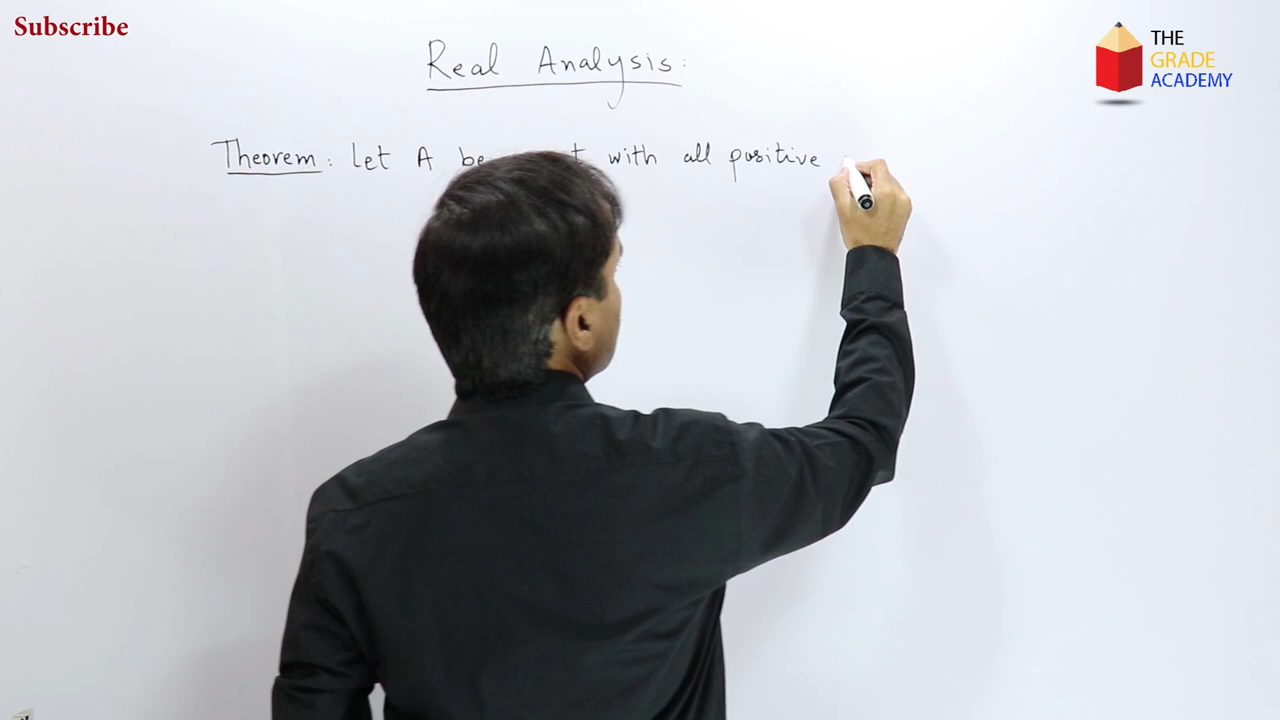 Subscribe
THE
GRADE
ACADEMY
Real Analysis:
Theorem: Let A be with all positive